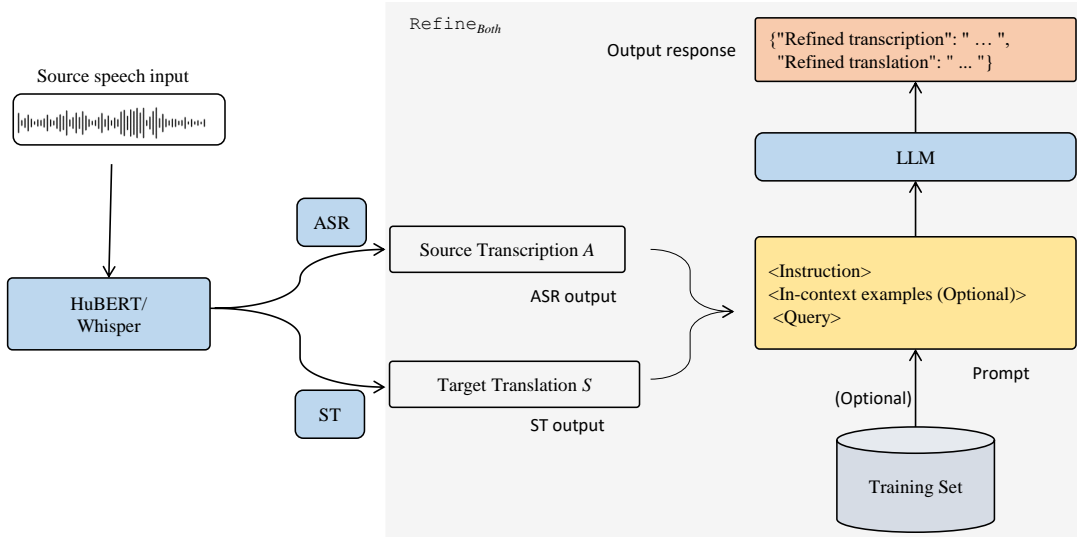 Refine_Both
Output response
{"Refined transcription": " … ",
"Refined translation": " ... "}
Source speech input
LLM
ASR
Source Transcription A
ASR output
HuBERT/
Whisper
<Instruction>
<In-context examples (Optional)>
<Query>
Prompt
Target Translation S
ST
ST output
(Optional)
Training Set